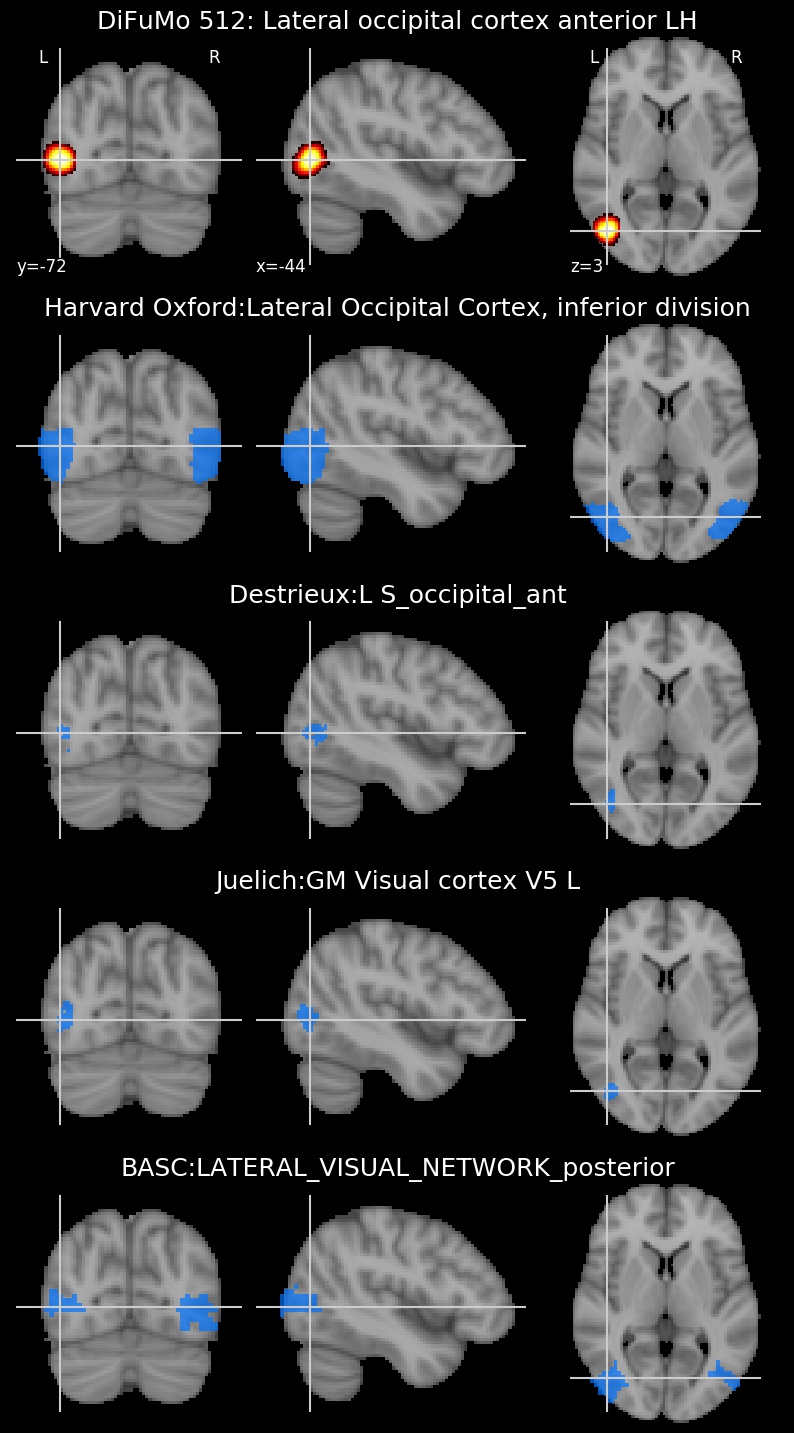 DiFuMo 512: Lateral occipital cortex anterior LH
L R L R
y=-72 x=-44 z=3
Harvard Oxford:Lateral Occipital Cortex, inferior division
Destrieux:L S_occipital_ant
Juelich:GM Visual cortex V5 L
BASC:LATERAL_VISUAL_NETWORK_posterior